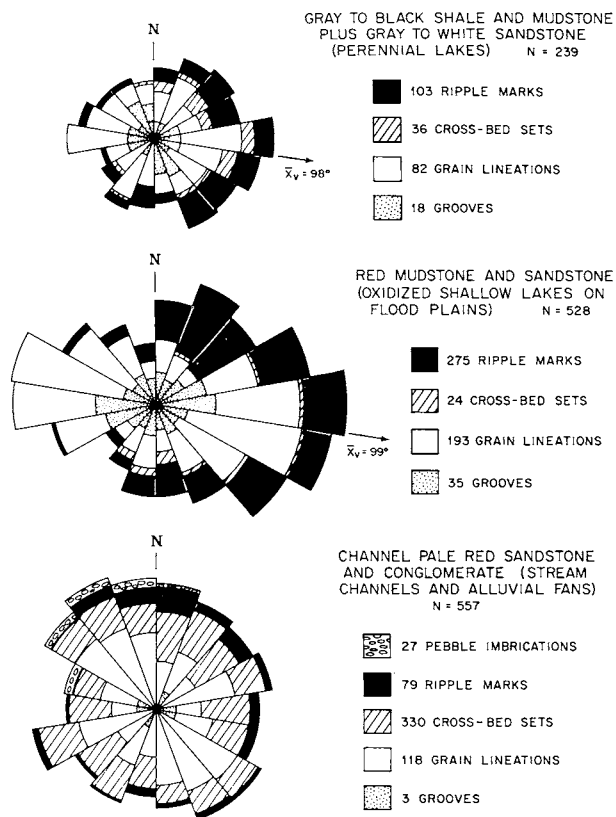 GRAY TO BLACK SHALE AND MUDSTONE
PLUS GRAY TO WHITE SANDSTONE
(PERENNIAL LAKES) N = 239
N
103 RIPPLE MARKS
36 CROSS-BED SETS
82 GRAIN LINEATIONS
18 GROOVES
X̄v = 98°
RED MUDSTONE AND SANDSTONE
(OXIDIZED SHALLOW LAKES ON
FLOOD PLAINS) N = 528
N
275 RIPPLE MARKS
24 CROSS-BED SETS
193 GRAIN LINEATIONS
35 GROOVES
X̄v = 99°
CHANNEL PALE RED SANDSTONE
AND CONGLOMERATE (STREAM
CHANNELS AND ALLUVIAL FANS)
N = 557
N
27 PEBBLE IMBRICATIONS
79 RIPPLE MARKS
330 CROSS-BED SETS
118 GRAIN LINEATIONS
3 GROOVES